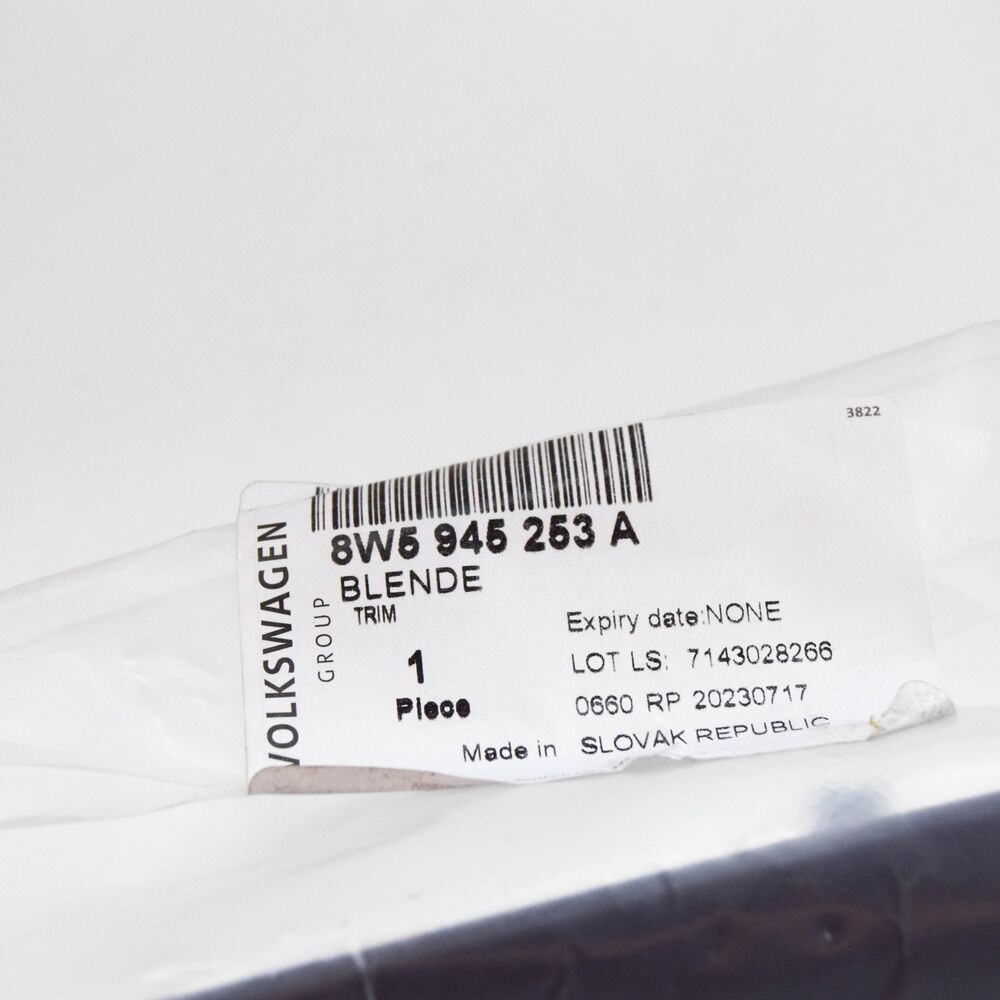 3822
8W5 945 253 A
BLENDE
TRIM
VOLKSWAGEN
GROUP
1
Piece
Expiry date:NONE
LOT LS: 7143028266
0660 RP 20230717
Made in SLOVAK REPUBLIC